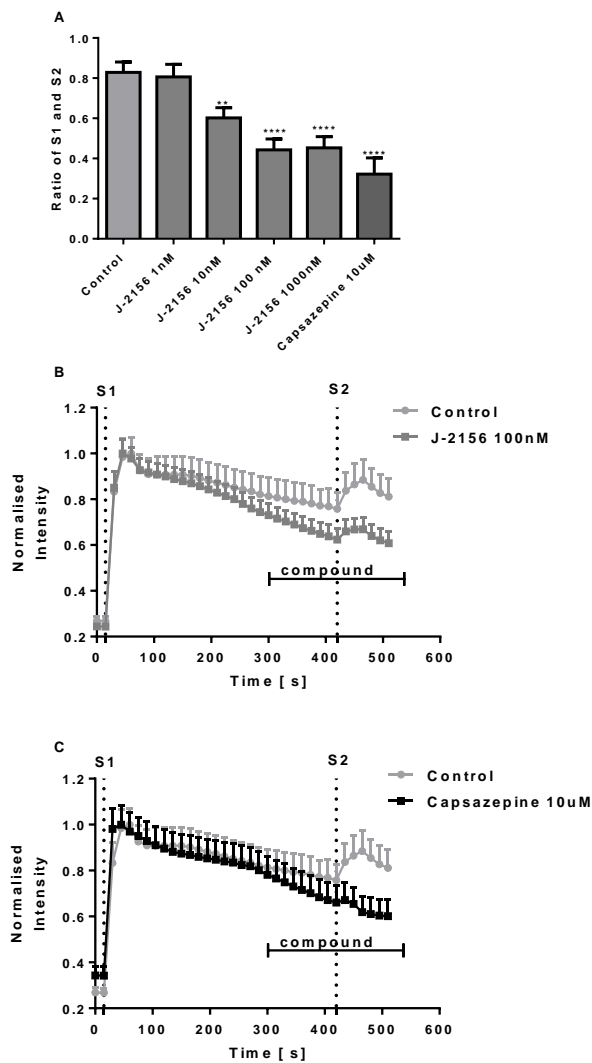 A
Ratio of S1 and S2
1.0
0.8
0.6
0.4
0.2
0.0
**
****
****
****
Control
J-2156 1nM
J-2156 10nM
J-2156 100 nM
J-2156 1000nM
Capsazepine 10uM
B
S1
S2
Control
J-2156 100nM
Normalised
Intensity
1.2
1.0
0.8
0.6
0.4
0.2
compound
0
100
200
300
400
500
600
Time [s]
C
S1
S2
Control
Capsazepine 10uM
Normalised
Intensity
1.2
1.0
0.8
0.6
0.4
0.2
compound
0
100
200
300
400
500
600
Time [s]